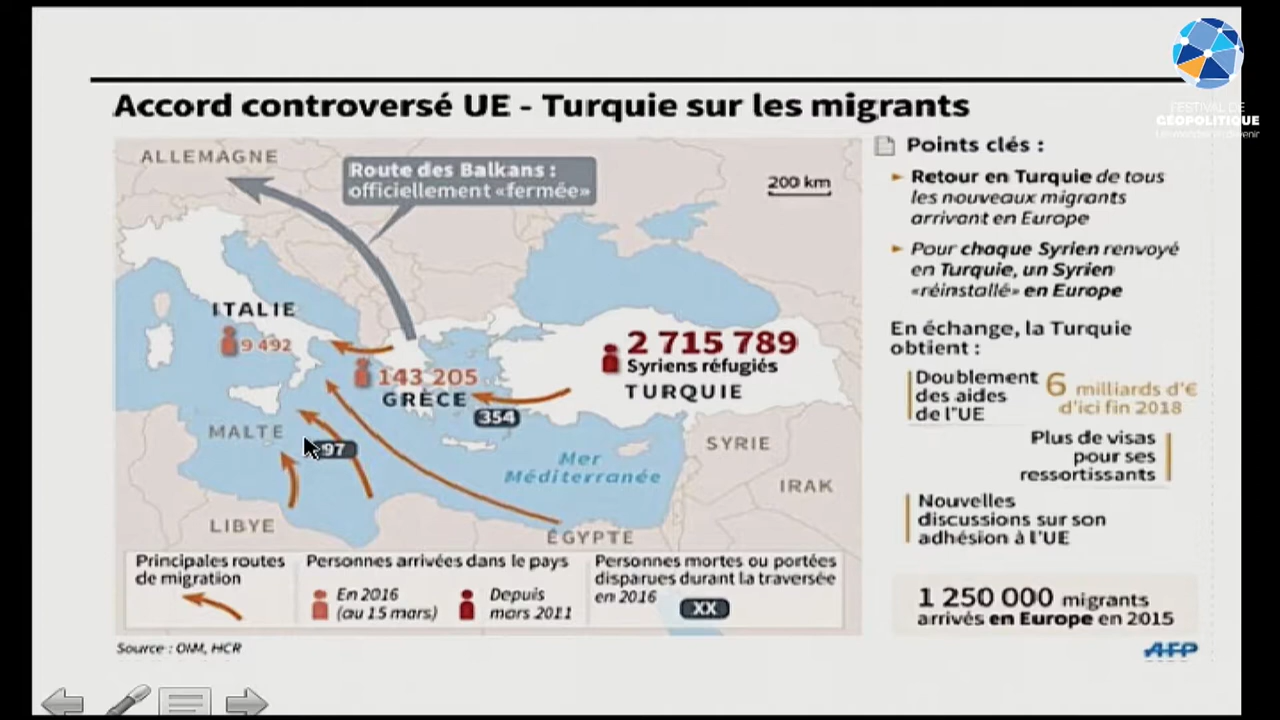 FESTIVAL DE
GÉOPOLITIQUE
Accord controversé UE - Turquie sur les migrants
ALLEMAGNE
Route des Balkans :
officiellement «fermée»
200 km
ITALIE
9 492
143 205
GRÈCE
354
2 715 789
Syriens réfugiés
TURQUIE
MALTE
97
Mer
Méditerranée
SYRIE
IRAK
LIBYE
ÉGYPTE
Principales routes
de migration
Personnes arrivées dans le pays
En 2016
(au 15 mars)
Depuis
mars 2011
Personnes mortes ou portées
disparues durant la traversée
en 2016
XX
Source : OIM, HCR
Points clés :
Retour en Turquie de tous
les nouveaux migrants
arrivant en Europe
Pour chaque Syrien renvoyé
en Turquie, un Syrien
«réinstallé» en Europe
En échange, la Turquie
obtient :
Doublement
des aides
de l'UE
6 milliards d'€
d'ici fin 2018
Plus de visas
pour ses
ressortissants
Nouvelles
discussions sur son
adhésion à l'UE
1 250 000 migrants
arrivés en Europe en 2015
AFP